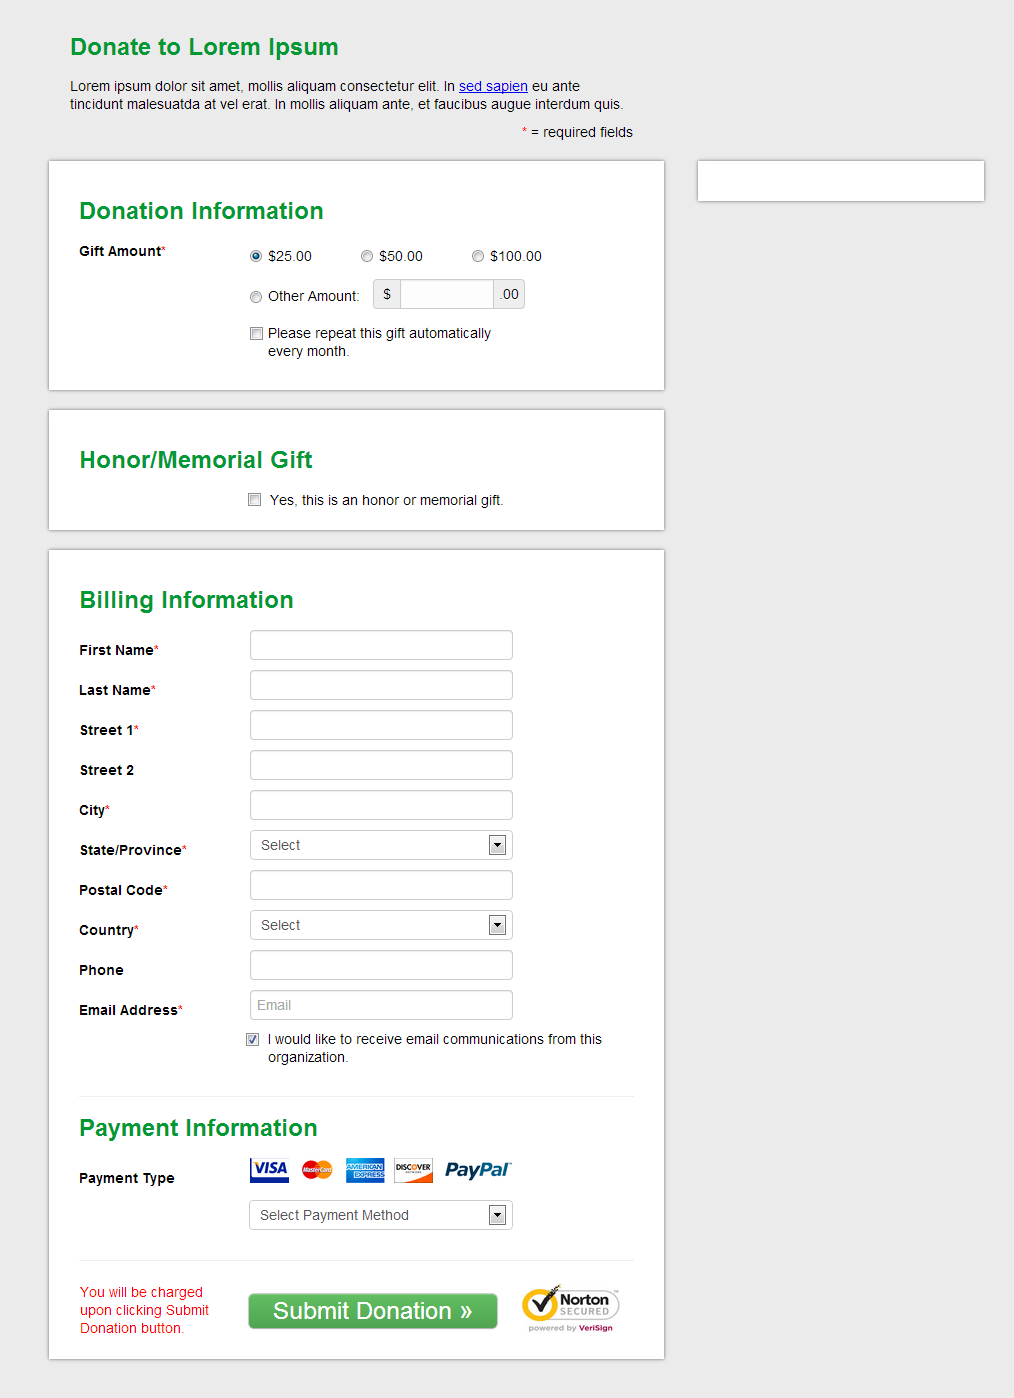 Donate to Lorem Ipsum
Lorem ipsum dolor sit amet, mollis aliquam consectetur elit. In sed sapien eu ante
tincidunt malesuatda at vel erat. In mollis aliquam ante, et faucibus augue interdum quis.
* = required fields
Donation Information
Gift Amount*
$25.00 $50.00 $100.00
Other Amount: $ .00
Please repeat this gift automatically
every month.
Honor/Memorial Gift
Yes, this is an honor or memorial gift.
Billing Information
First Name*
Last Name*
Street 1*
Street 2
City*
State/Province* Select
Postal Code*
Country* Select
Phone
Email Address* Email
I would like to receive email communications from this
organization.
Payment Information
Payment Type VISA MasterCard AMERICAN EXPRESS DISCOVER NETWORK PayPal
Select Payment Method
You will be charged
upon clicking Submit
Donation button.
Submit Donation »
Norton
SECURED
powered by VeriSign